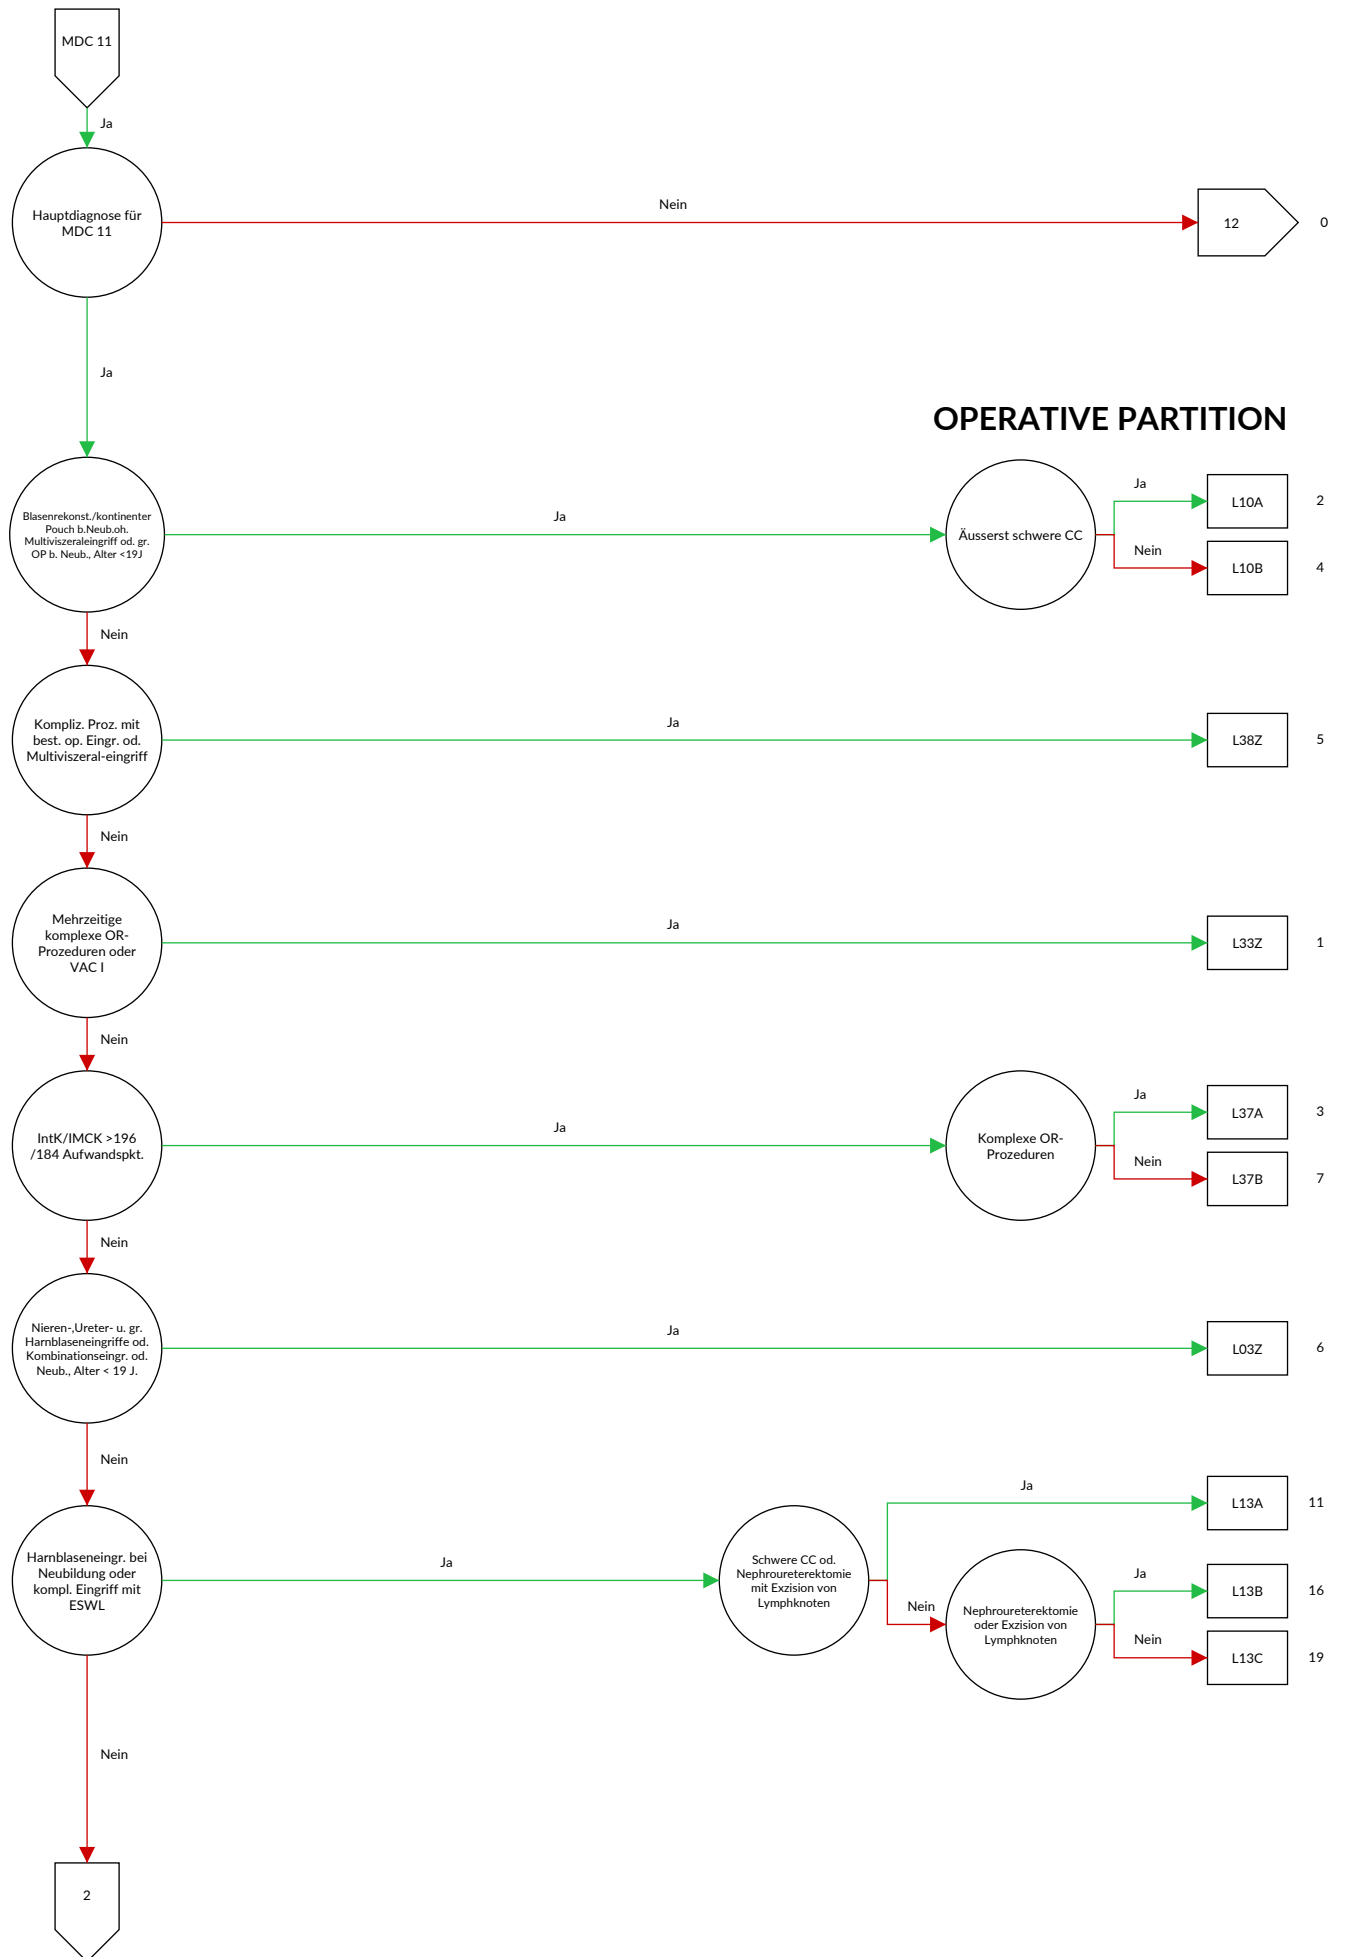 MDC 11
Ja
Hauptdiagnose für
MDC 11
Nein
12
0
Ja
OPERATIVE PARTITION
Blasenrekonst./kontinenter
Pouch b.Neub.oh.
Multiviszeraleingriff od. gr.
OP b. Neub., Alter <19J
Ja
Äusserst schwere CC
Ja
L10A
2
Nein
L10B
4
Nein
Kompliz. Proz. mit
best. op. Eingr. od.
Multiviszeral-eingriff
Ja
L38Z
5
Nein
Mehrzeitige
komplexe OR-
Prozeduren oder
VAC I
Ja
L33Z
1
Nein
IntK/IMCK >196
/184 Aufwandspkt.
Ja
Komplexe OR-
Prozeduren
Ja
L37A
3
Nein
L37B
7
Nein
Nieren-,Ureter- u. gr.
Harnblaseneingriffe od.
Kombinationseingr. od.
Neub., Alter < 19 J.
Ja
L03Z
6
Nein
Harnblaseneingr. bei
Neubildung oder
kompl. Eingriff mit
ESWL
Ja
Schwere CC od.
Nephroureterektomie
mit Exzision von
Lymphknoten
Ja
L13A
11
Nein
Nephroureterektomie
oder Exzision von
Lymphknoten
Ja
L13B
16
Nein
L13C
19
Nein
2